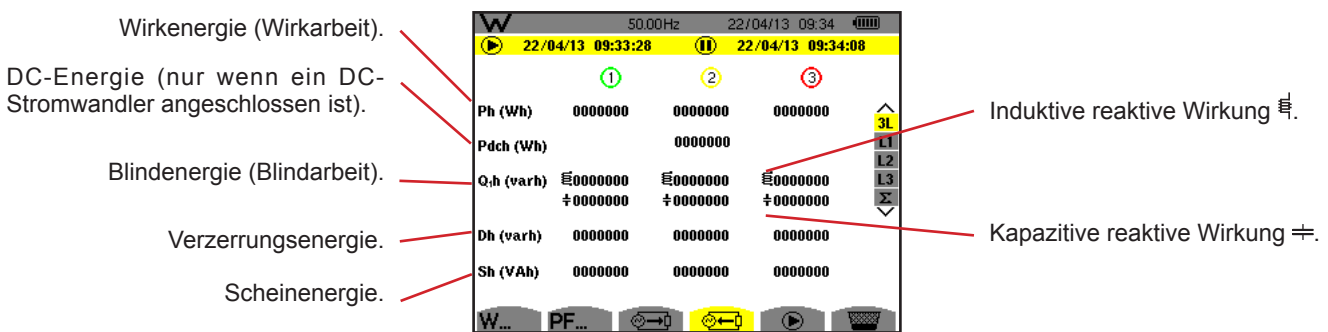 Wirkenergie (Wirkarbeit).
DC-Energie (nur wenn ein DC-
Stromwandler angeschlossen ist).
Blindenergie (Blindarbeit).
Verzerrungsenergie.
Scheinenergie.
W 50.00Hz 22/04/13 09:34
22/04/13 09:33:28 22/04/13 09:34:08
1 2 3
Ph (Wh) 0000000 0000000 0000000
Pdch (Wh) 0000000
Q₁h (varh) 0000000 0000000 0000000
0000000 0000000 0000000
Dh (varh) 0000000 0000000 0000000
Sh (VAh) 0000000 0000000 0000000
3L
L1
L2
L3
Σ
W... PF...
Induktive reaktive Wirkung
Kapazitive reaktive Wirkung